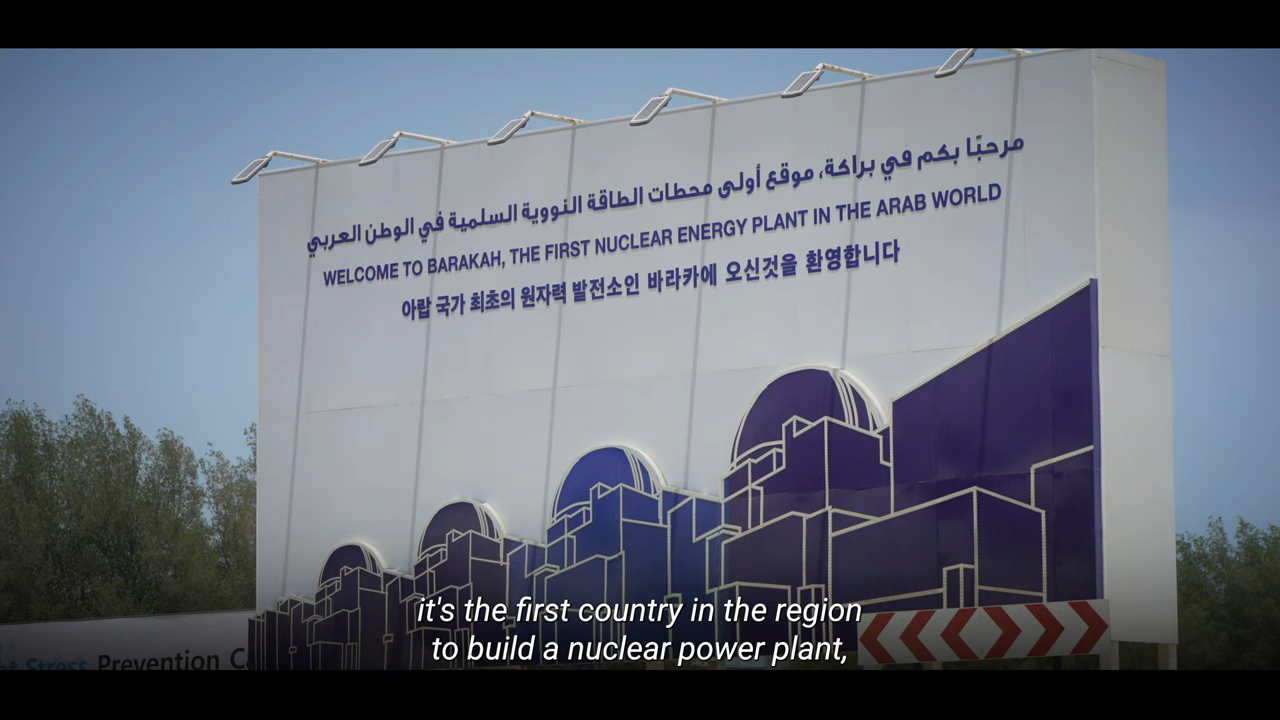 مرحبًا بكم في براكة، موقع أولى محطات الطاقة النووية السلمية في الوطن العربي
WELCOME TO BARAKAH, THE FIRST NUCLEAR ENERGY PLANT IN THE ARAB WORLD
아랍 국가 최초의 원자력 발전소인 바라카에 오신것을 환영합니다
it's the first country in the region
to build a nuclear power plant,
Stress Prevention